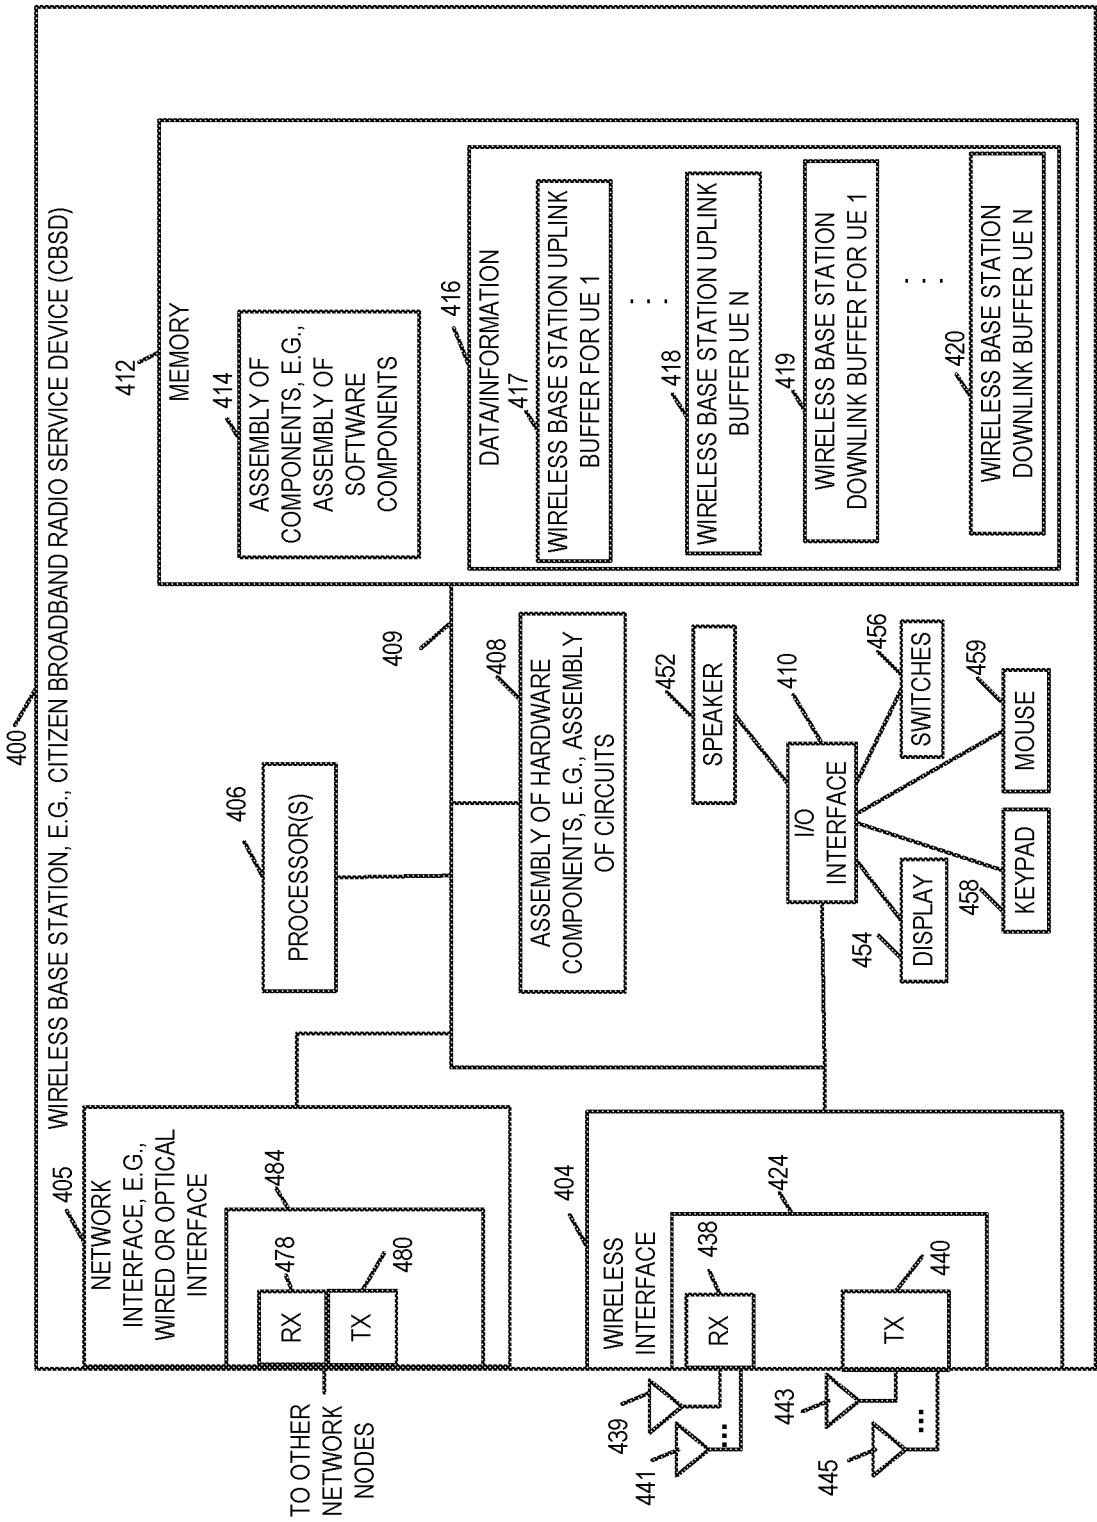 400
WIRELESS BASE STATION, E.G., CITIZEN BROADBAND RADIO SERVICE DEVICE (CBSD)
405
NETWORK
INTERFACE, E.G.,
WIRED OR OPTICAL
INTERFACE
484
478
RX
480
TX
TO OTHER
NETWORK
NODES
406
PROCESSOR(S)
409
408
ASSEMBLY OF HARDWARE
COMPONENTS, E.G., ASSEMBLY
OF CIRCUITS
412
MEMORY
414
ASSEMBLY OF
COMPONENTS, E.G.,
ASSEMBLY OF
SOFTWARE
COMPONENTS
416
DATA/INFORMATION
417
WIRELESS BASE STATION UPLINK
BUFFER FOR UE 1
. . .
418
WIRELESS BASE STATION UPLINK
BUFFER UE N
419
WIRELESS BASE STATION
DOWNLINK BUFFER FOR UE 1
. . .
420
WIRELESS BASE STATION
DOWNLINK BUFFER UE N
404
WIRELESS
INTERFACE
424
438
RX
440
TX
439
441
...
443
445
...
452
SPEAKER
410
I/O
INTERFACE
456
SWITCHES
454
DISPLAY
459
MOUSE
458
KEYPAD